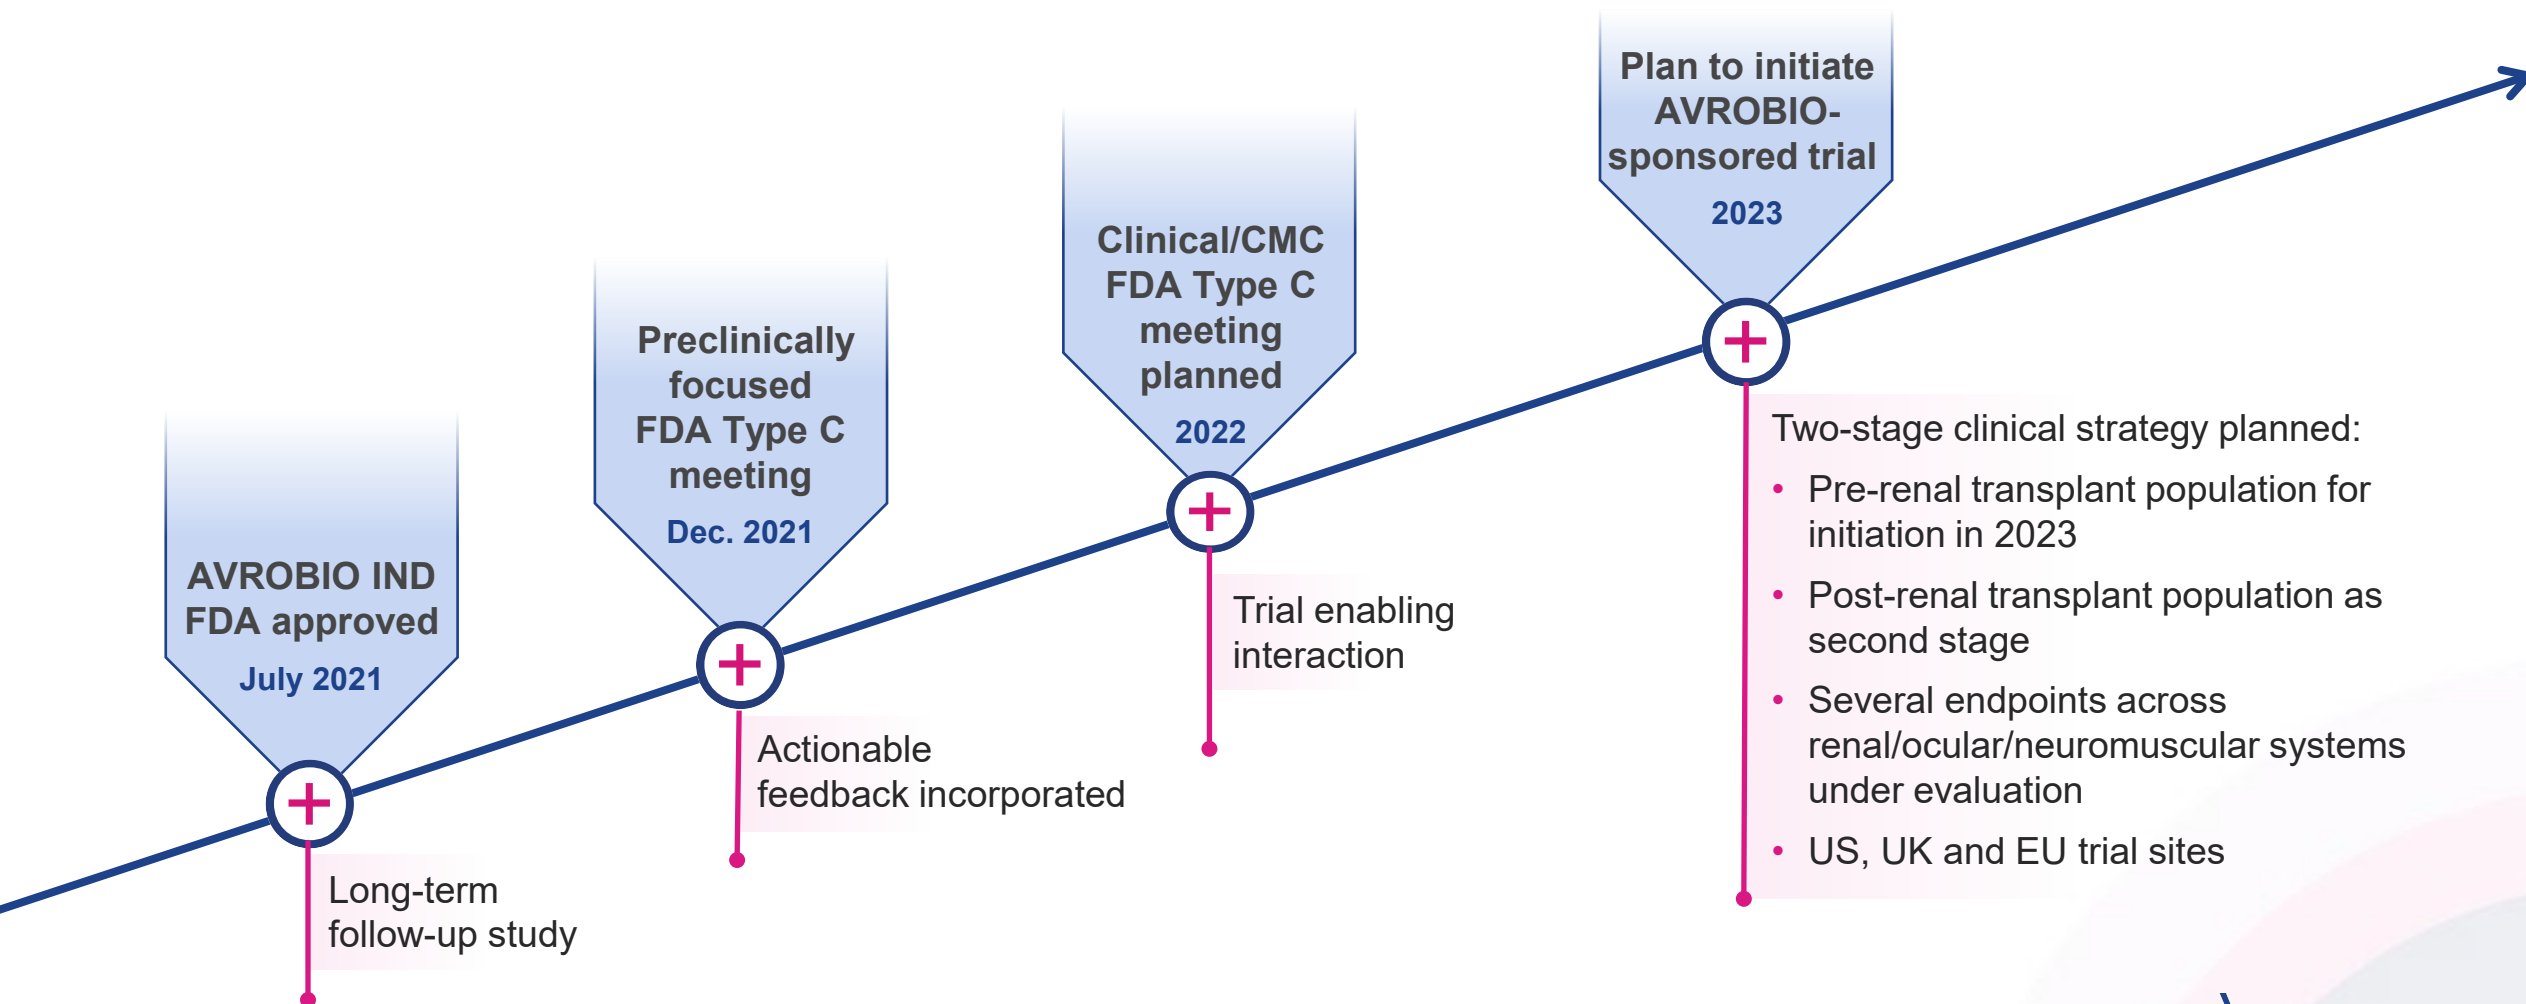 AVROBIO IND
FDA approved
July 2021
Long-term
follow-up study
Preclinically
focused
FDA Type C
meeting
Dec. 2021
Actionable
feedback incorporated
Clinical/CMC
FDA Type C
meeting
planned
2022
Trial enabling
interaction
Plan to initiate
AVROBIO-
sponsored trial
2023
Two-stage clinical strategy planned:
• Pre-renal transplant population for
initiation in 2023
• Post-renal transplant population as
second stage
• Several endpoints across
renal/ocular/neuromuscular systems
under evaluation
• US, UK and EU trial sites